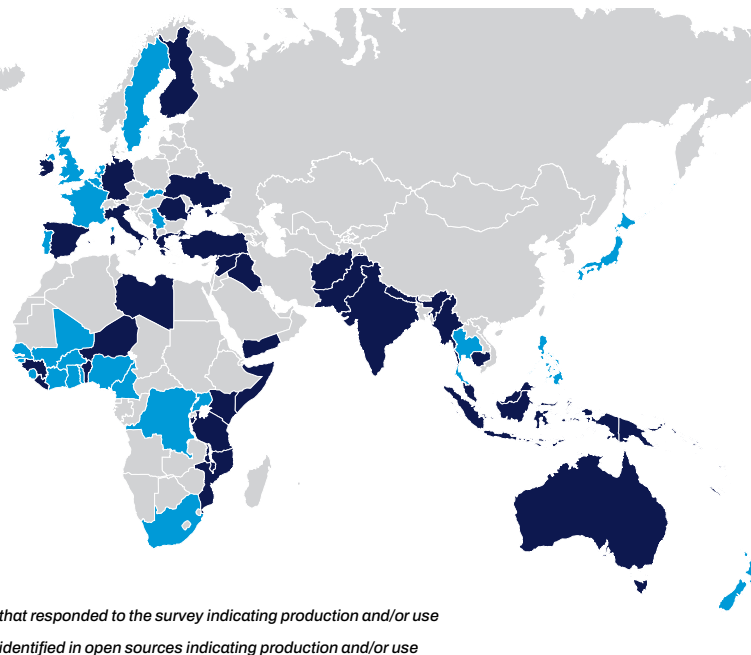 that responded to the survey indicating production and/or use
identified in open sources indicating production and/or use